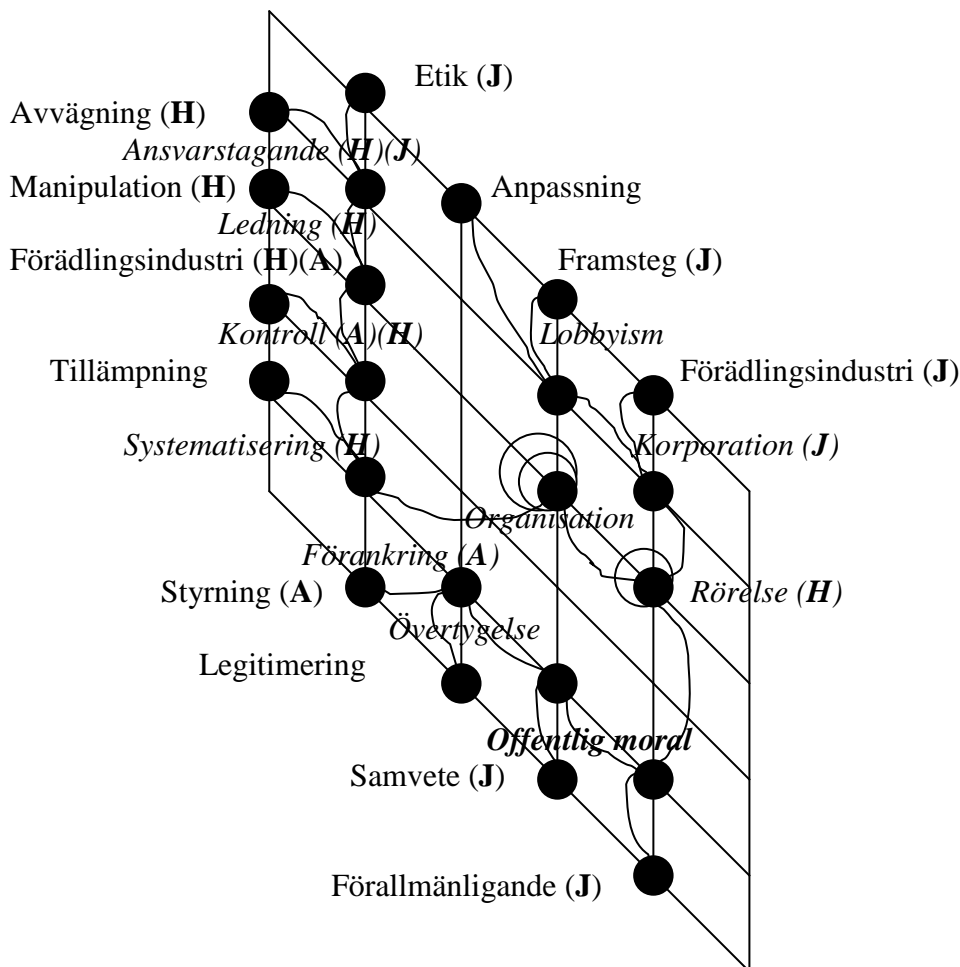 Etik (J)
Avvägning (H)
Ansvarstagande (H)(J)
Manipulation (H)
Anpassning
Ledning (H)
Förädlingsindustri (H)(A)
Framsteg (J)
Kontroll (A)(H)
Lobbyism
Tillämpning
Förädlingsindustri (J)
Systematisering (H)
Korporation (J)
Organisation
Förankring (A)
Styrning (A)
Rörelse (H)
Övertygelse
Legitimering
Offentlig moral
Samvete (J)
Förallmänligande (J)